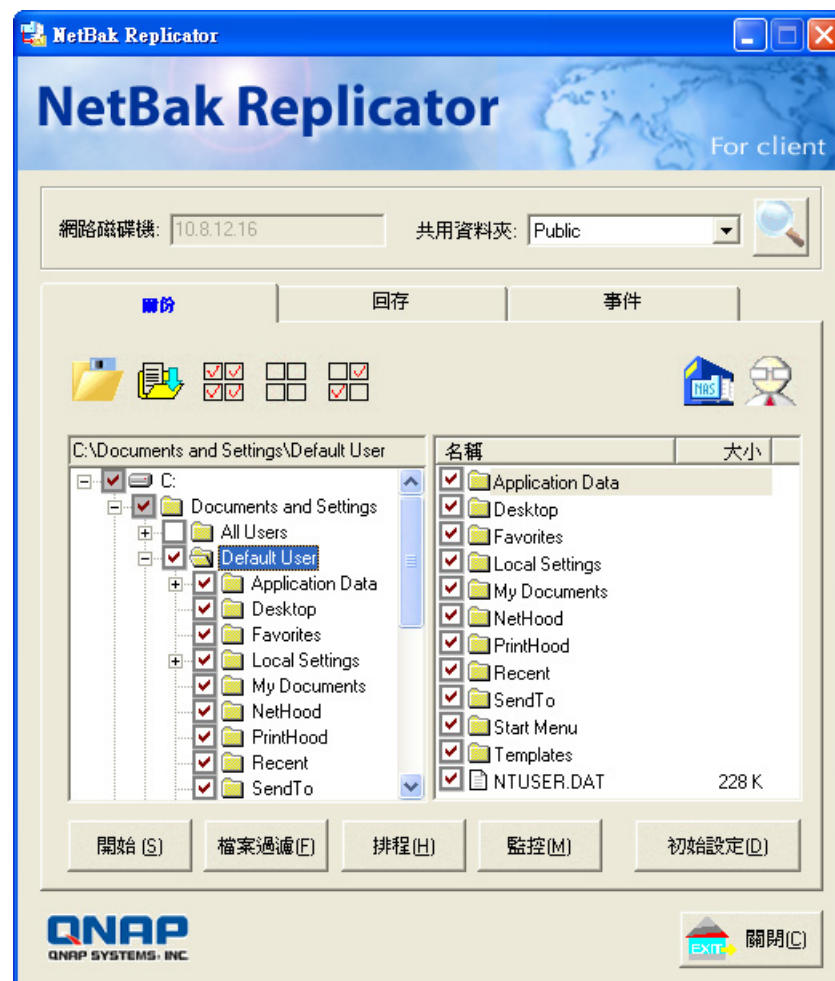 NetBak Replicator
NetBak Replicator
For client
網路磁碟機: 10.8.12.16
共用資料夾: Public
備份
回存
事件
NAS
C:\Documents and Settings\Default User
C:
Documents and Settings
All Users
Default User
Application Data
Desktop
Favorites
Local Settings
My Documents
NetHood
PrintHood
Recent
SendTo
名稱 大小
Application Data
Desktop
Favorites
Local Settings
My Documents
NetHood
PrintHood
Recent
SendTo
Start Menu
Templates
NTUSER.DAT 228 K
開始 (S)
檔案過濾(F)
排程(H)
監控(M)
初始設定(D)
QNAP
QNAP SYSTEMS, INC.
EXIT
關閉(C)